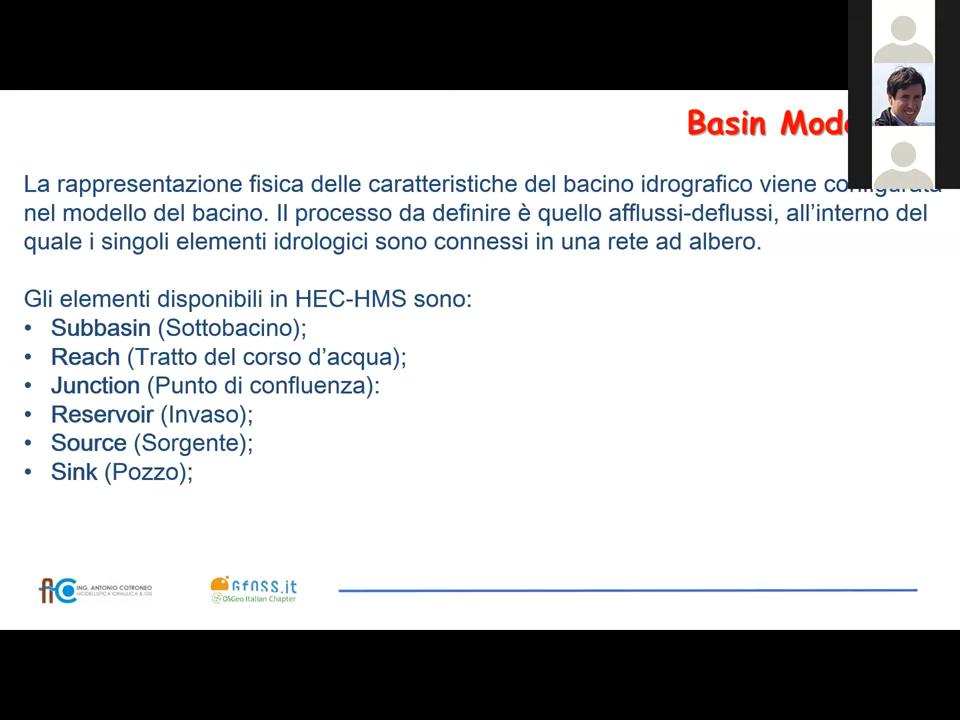 Basin Mod
La rappresentazione fisica delle caratteristiche del bacino idrografico viene configurata
nel modello del bacino. Il processo da definire è quello afflussi-deflussi, all'interno del
quale i singoli elementi idrologici sono connessi in una rete ad albero.
Gli elementi disponibili in HEC-HMS sono:
• Subbasin (Sottobacino);
• Reach (Tratto del corso d'acqua);
• Junction (Punto di confluenza):
• Reservoir (Invaso);
• Source (Sorgente);
• Sink (Pozzo);
ING. ANTONIO COTRONEO
MODELLISTICA IDRAULICA & GIS
GFOSS.it
OSGeo Italian Chapter